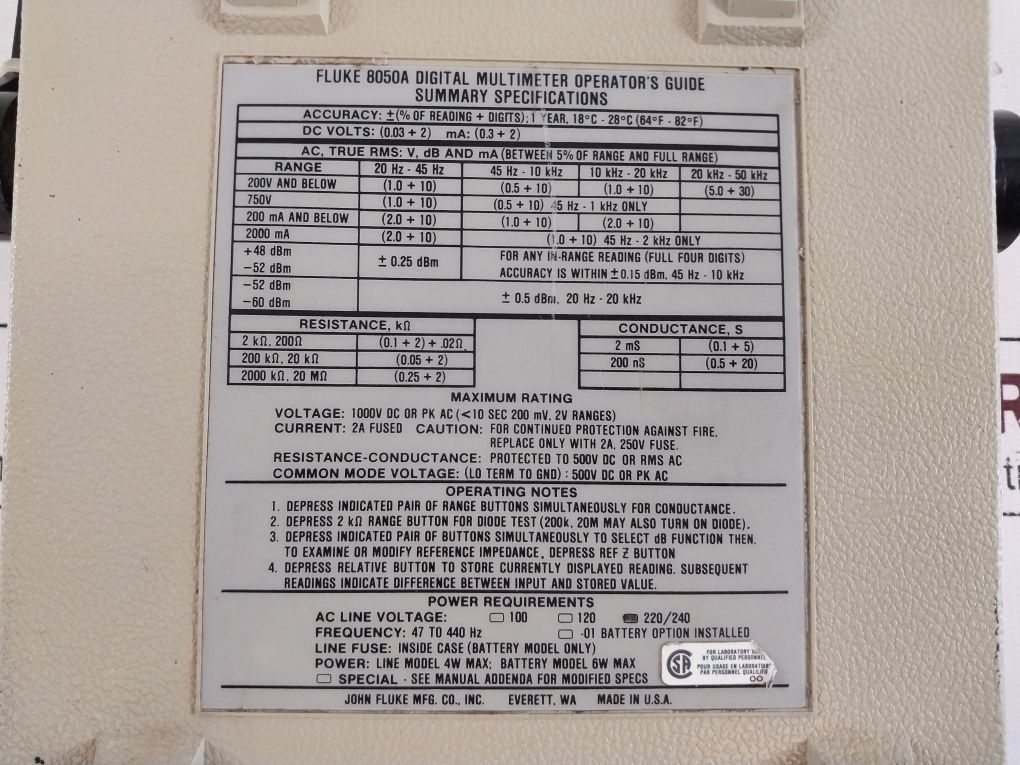 FLUKE 8050A DIGITAL MULTIMETER OPERATOR'S GUIDE
SUMMARY SPECIFICATIONS
ACCURACY: ±(% OF READING + DIGITS); 1 YEAR, 18°C - 28°C (64°F - 82°F)
DC VOLTS: (0.03 + 2) mA: (0.3 + 2)
AC, TRUE RMS: V, dB AND mA (BETWEEN 5% OF RANGE AND FULL RANGE)
RANGE 20 Hz - 45 Hz 45 Hz - 10 kHz 10 kHz - 20 kHz 20 kHz - 50 kHz
200V AND BELOW (1.0 + 10) (0.5 + 10) (1.0 + 10) (5.0 + 30)
750V (1.0 + 10) (0.5 + 10) 45 Hz - 1 kHz ONLY
200 mA AND BELOW (2.0 + 10) (1.0 + 10) (2.0 + 10)
2000 mA (2.0 + 10) (1.0 + 10) 45 Hz - 2 kHz ONLY
+48 dBm
−52 dBm
± 0.25 dBm
FOR ANY IN-RANGE READING (FULL FOUR DIGITS)
ACCURACY IS WITHIN ±0.15 dBm, 45 Hz - 10 kHz
−52 dBm
−60 dBm
± 0.5 dBm, 20 Hz - 20 kHz
RESISTANCE, kΩ
2 kΩ, 200Ω (0.1 + 2) + .02Ω
200 kΩ, 20 kΩ (0.05 + 2)
2000 kΩ, 20 MΩ (0.25 + 2)
CONDUCTANCE, S
2 mS (0.1 + 5)
200 nS (0.5 + 20)
MAXIMUM RATING
VOLTAGE: 1000V DC OR PK AC (<10 SEC 200 mV, 2V RANGES)
CURRENT: 2A FUSED CAUTION: FOR CONTINUED PROTECTION AGAINST FIRE,
REPLACE ONLY WITH 2A, 250V FUSE.
RESISTANCE-CONDUCTANCE: PROTECTED TO 500V DC OR RMS AC
COMMON MODE VOLTAGE: (LO TERM TO GND) : 500V DC OR PK AC
OPERATING NOTES
1. DEPRESS INDICATED PAIR OF RANGE BUTTONS SIMULTANEOUSLY FOR CONDUCTANCE.
2. DEPRESS 2 kΩ RANGE BUTTON FOR DIODE TEST (200k, 20M MAY ALSO TURN ON DIODE).
3. DEPRESS INDICATED PAIR OF BUTTONS SIMULTANEOUSLY TO SELECT dB FUNCTION THEN.
TO EXAMINE OR MODIFY REFERENCE IMPEDANCE, DEPRESS REF Z BUTTON
4. DEPRESS RELATIVE BUTTON TO STORE CURRENTLY DISPLAYED READING. SUBSEQUENT
READINGS INDICATE DIFFERENCE BETWEEN INPUT AND STORED VALUE.
POWER REQUIREMENTS
AC LINE VOLTAGE: 100 120 220/240
FREQUENCY: 47 TO 440 Hz -01 BATTERY OPTION INSTALLED
LINE FUSE: INSIDE CASE (BATTERY MODEL ONLY)
POWER: LINE MODEL 4W MAX; BATTERY MODEL 6W MAX
SPECIAL - SEE MANUAL ADDENDA FOR MODIFIED SPECS
SA
FOR LABORATORY
BY QUALIFIED PERSONNEL
POUR USAGE EN LABORATOIRE
PAR PERSONNEL
OO
JOHN FLUKE MFG. CO., INC. EVERETT, WA MADE IN U.S.A.